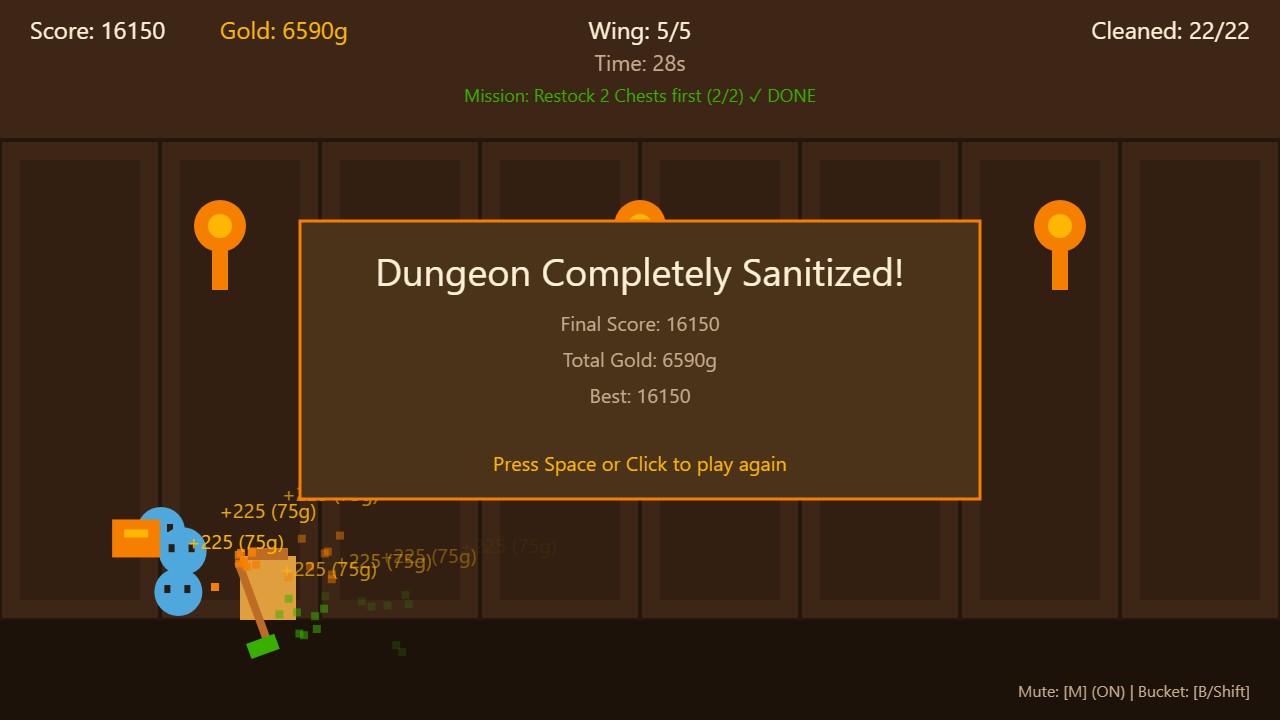 Score: 16150
Gold: 6590g
Wing: 5/5
Cleaned: 22/22
Time: 28s
Mission: Restock 2 Chests first (2/2) ✓ DONE
Dungeon Completely Sanitized!
Final Score: 16150
Total Gold: 6590g
Best: 16150
Press Space or Click to play again
+225 (75g)
+225 (75g)
+225 (75g)
+225 (75g)
Mute: [M] (ON) | Bucket: [B/Shift]